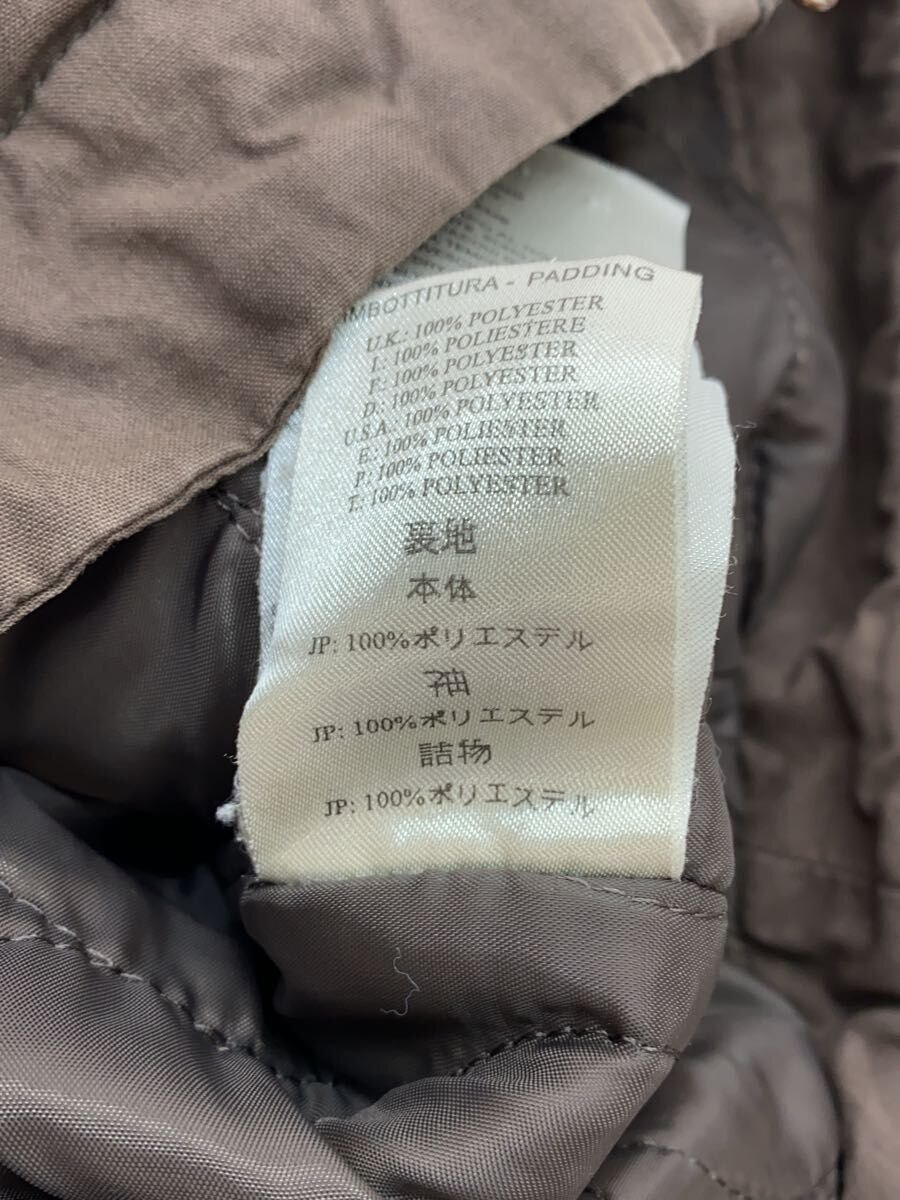 IMBOTTITURA - PADDING
U.K.: 100% POLYESTER
I.: 100% POLIESTERE
F.: 100% POLYESTER
D.: 100% POLYESTER
U.S.A.: 100% POLYESTER
E.: 100% POLIESTER
P.: 100% POLIESTER
T.: 100% POLYESTER
裏地
本体
JP: 100%ポリエステル
袖
JP: 100%ポリエステル
詰物
JP: 100%ポリエステル